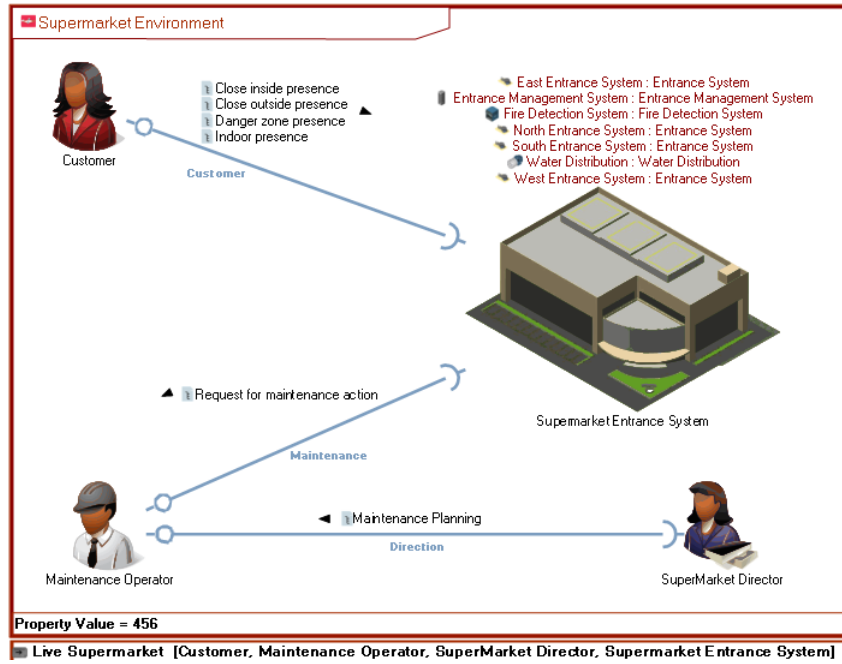 Supermarket Environment
Close inside presence
Close outside presence
Danger zone presence
Indoor presence
Customer
Customer
East Entrance System : Entrance System
Entrance Management System : Entrance Management System
Fire Detection System : Fire Detection System
North Entrance System : Entrance System
South Entrance System : Entrance System
Water Distribution : Water Distribution
West Entrance System : Entrance System
Supermarket Entrance System
Request for maintenance action
Maintenance
Maintenance Planning
Direction
Maintenance Operator
SuperMarket Director
Property Value = 456
Live Supermarket [Customer, Maintenance Operator, SuperMarket Director, Supermarket Entrance System]